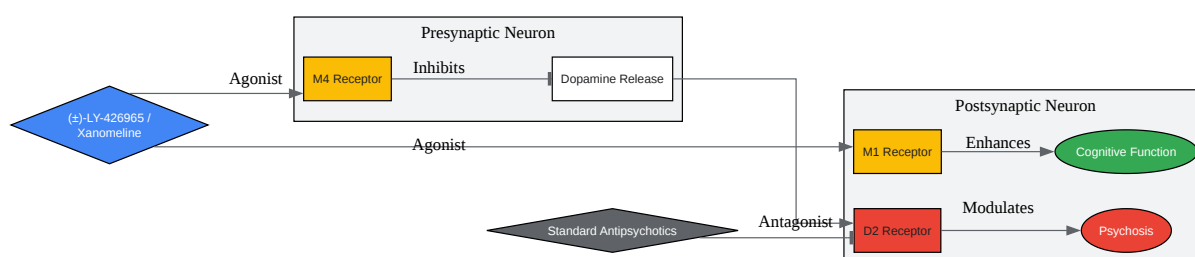 Presynaptic Neuron
M4 Receptor
Inhibits
Dopamine Release
Agonist
(±)-LY-426965 /
Xanomeline
Agonist
Postsynaptic Neuron
M1 Receptor
Enhances
Cognitive Function
Standard Antipsychotics
Antagonist
D2 Receptor
Modulates
Psychosis